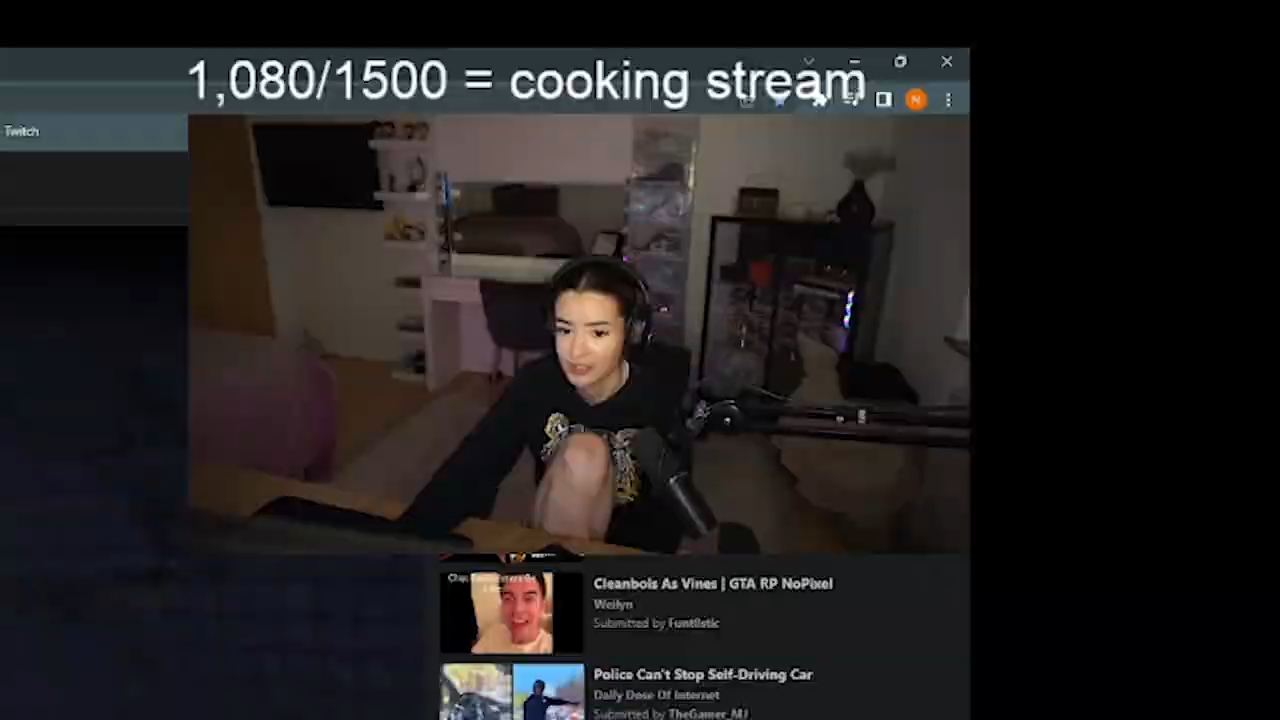 1,080/1500 = cooking stream
N
Twitch
Cleanbois As Vines | GTA RP NoPixel
Weilyn
Submitted by Funtlistic
Police Can't Stop Self-Driving Car
Daily Dose Of Internet
Submitted by TheGamer_MJ